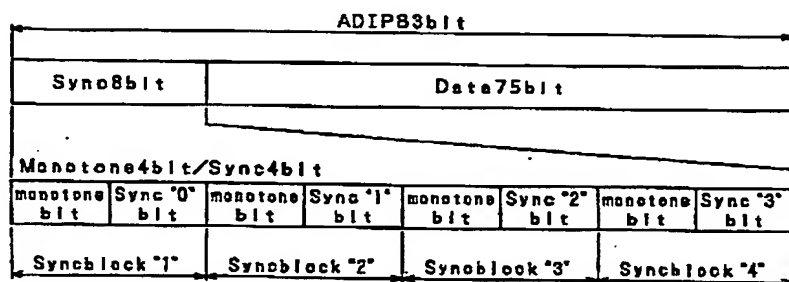 ADIP83bit
Sync8bit Data75bit
Monotone4bit/Sync4bit
monotone bit Sync "0" bit monotone bit Sync "1" bit monotone bit Sync "2" bit monotone bit Sync "3" bit
Syncblock "1" Syncblock "2" Syncblock "3" Syncblock "4"